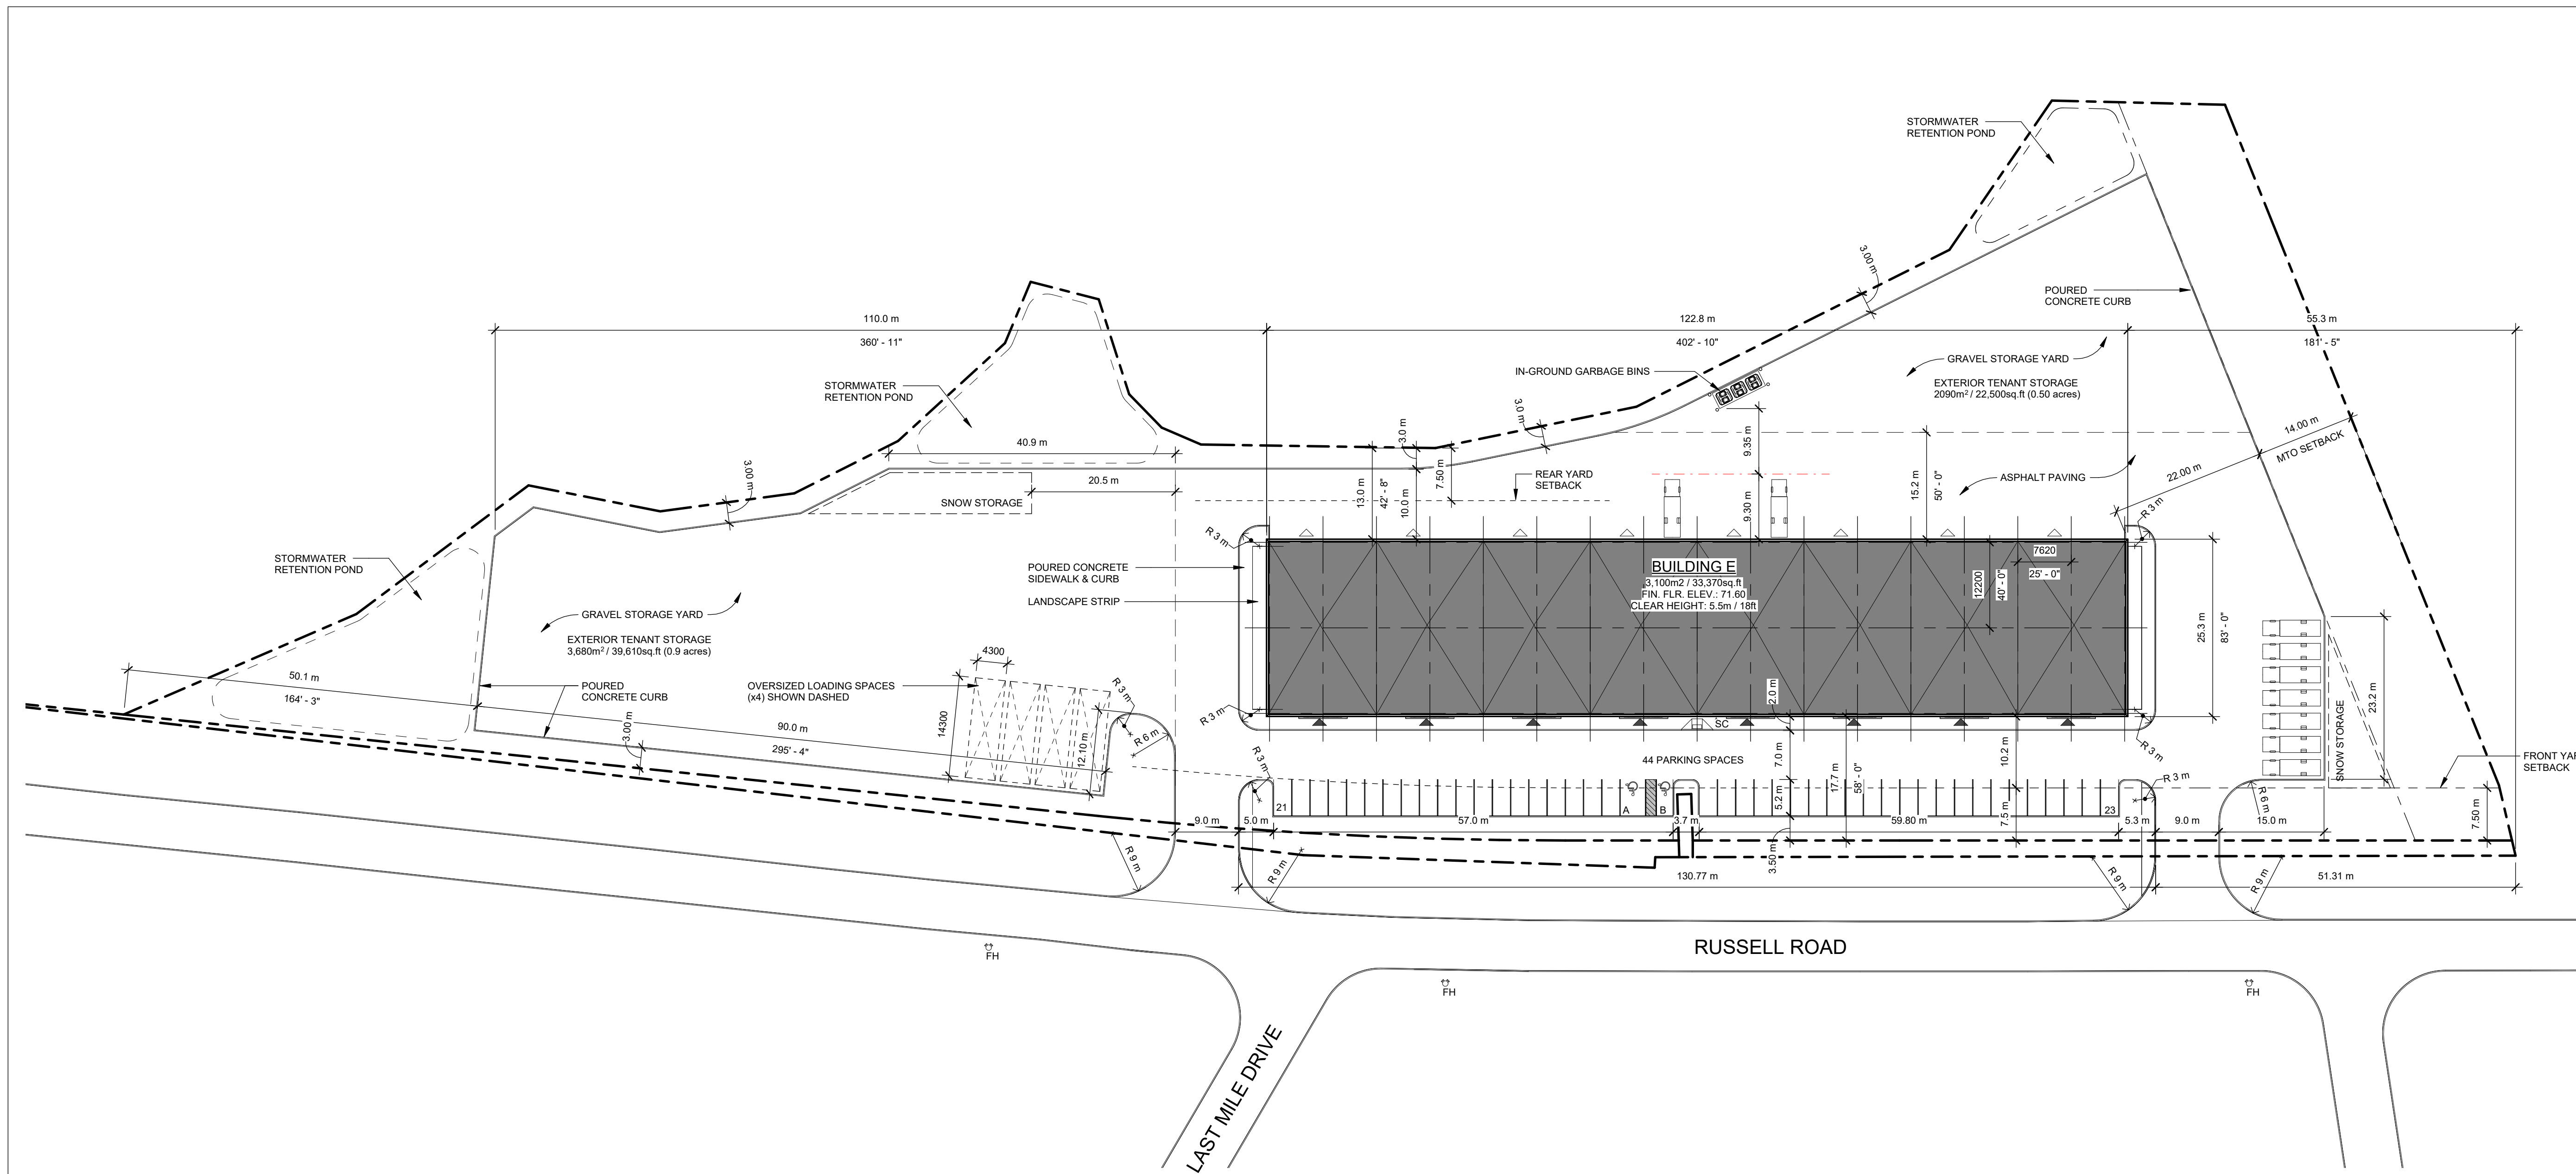 STORMWATER
RETENTION POND
3.00 m
POURED
CONCRETE CURB
110.0 m
360' - 11"
122.8 m
402' - 10"
55.3 m
181' - 5"
STORMWATER
RETENTION POND
IN-GROUND GARBAGE BINS
GRAVEL STORAGE YARD
EXTERIOR TENANT STORAGE
2090m² / 22,500sq.ft (0.50 acres)
40.9 m
3.0 m
3.0 m
9.35 m
14.00 m
MTO SETBACK
3.00 m
20.5 m
7.50 m
REAR YARD
SETBACK
22.00 m
ASPHALT PAVING
SNOW STORAGE
13.0 m
42' - 8"
10.0 m
9.30 m
15.2 m
50' - 0"
R 3 m
R 3 m
STORMWATER
RETENTION POND
POURED CONCRETE
SIDEWALK & CURB
LANDSCAPE STRIP
BUILDING E
3,100m2 / 33,370sq.ft
FIN. FLR. ELEV.: 71.60
CLEAR HEIGHT: 5.5m / 18ft
7620
25' - 0"
12200
40' - 0"
25.3 m
83' - 0"
GRAVEL STORAGE YARD
EXTERIOR TENANT STORAGE
3,680m² / 39,610sq.ft (0.9 acres)
4300
50.1 m
164' - 3"
POURED
CONCRETE CURB
OVERSIZED LOADING SPACES
(x4) SHOWN DASHED
R 3 m
R 3 m
2.0 m
SC
23.2 m
SNOW STORAGE
3.00 m
90.0 m
295' - 4"
14300
12.10 m
R 6 m
R 3 m
44 PARKING SPACES
7.0 m
17.7 m
58' - 0"
10.2 m
R 3 m
FRONT YAR
SETBACK
R 3 m
21
A
B
5.2 m
23
R 6 m
9.0 m
5.0 m
57.0 m
3.7 m
59.80 m
7.5 m
5.3 m
9.0 m
15.0 m
7.50 m
R 9 m
R 9 m
3.50 m
130.77 m
R 9 m
R 9 m
51.31 m
RUSSELL ROAD
FH
FH
FH
LAST MILE DRIVE